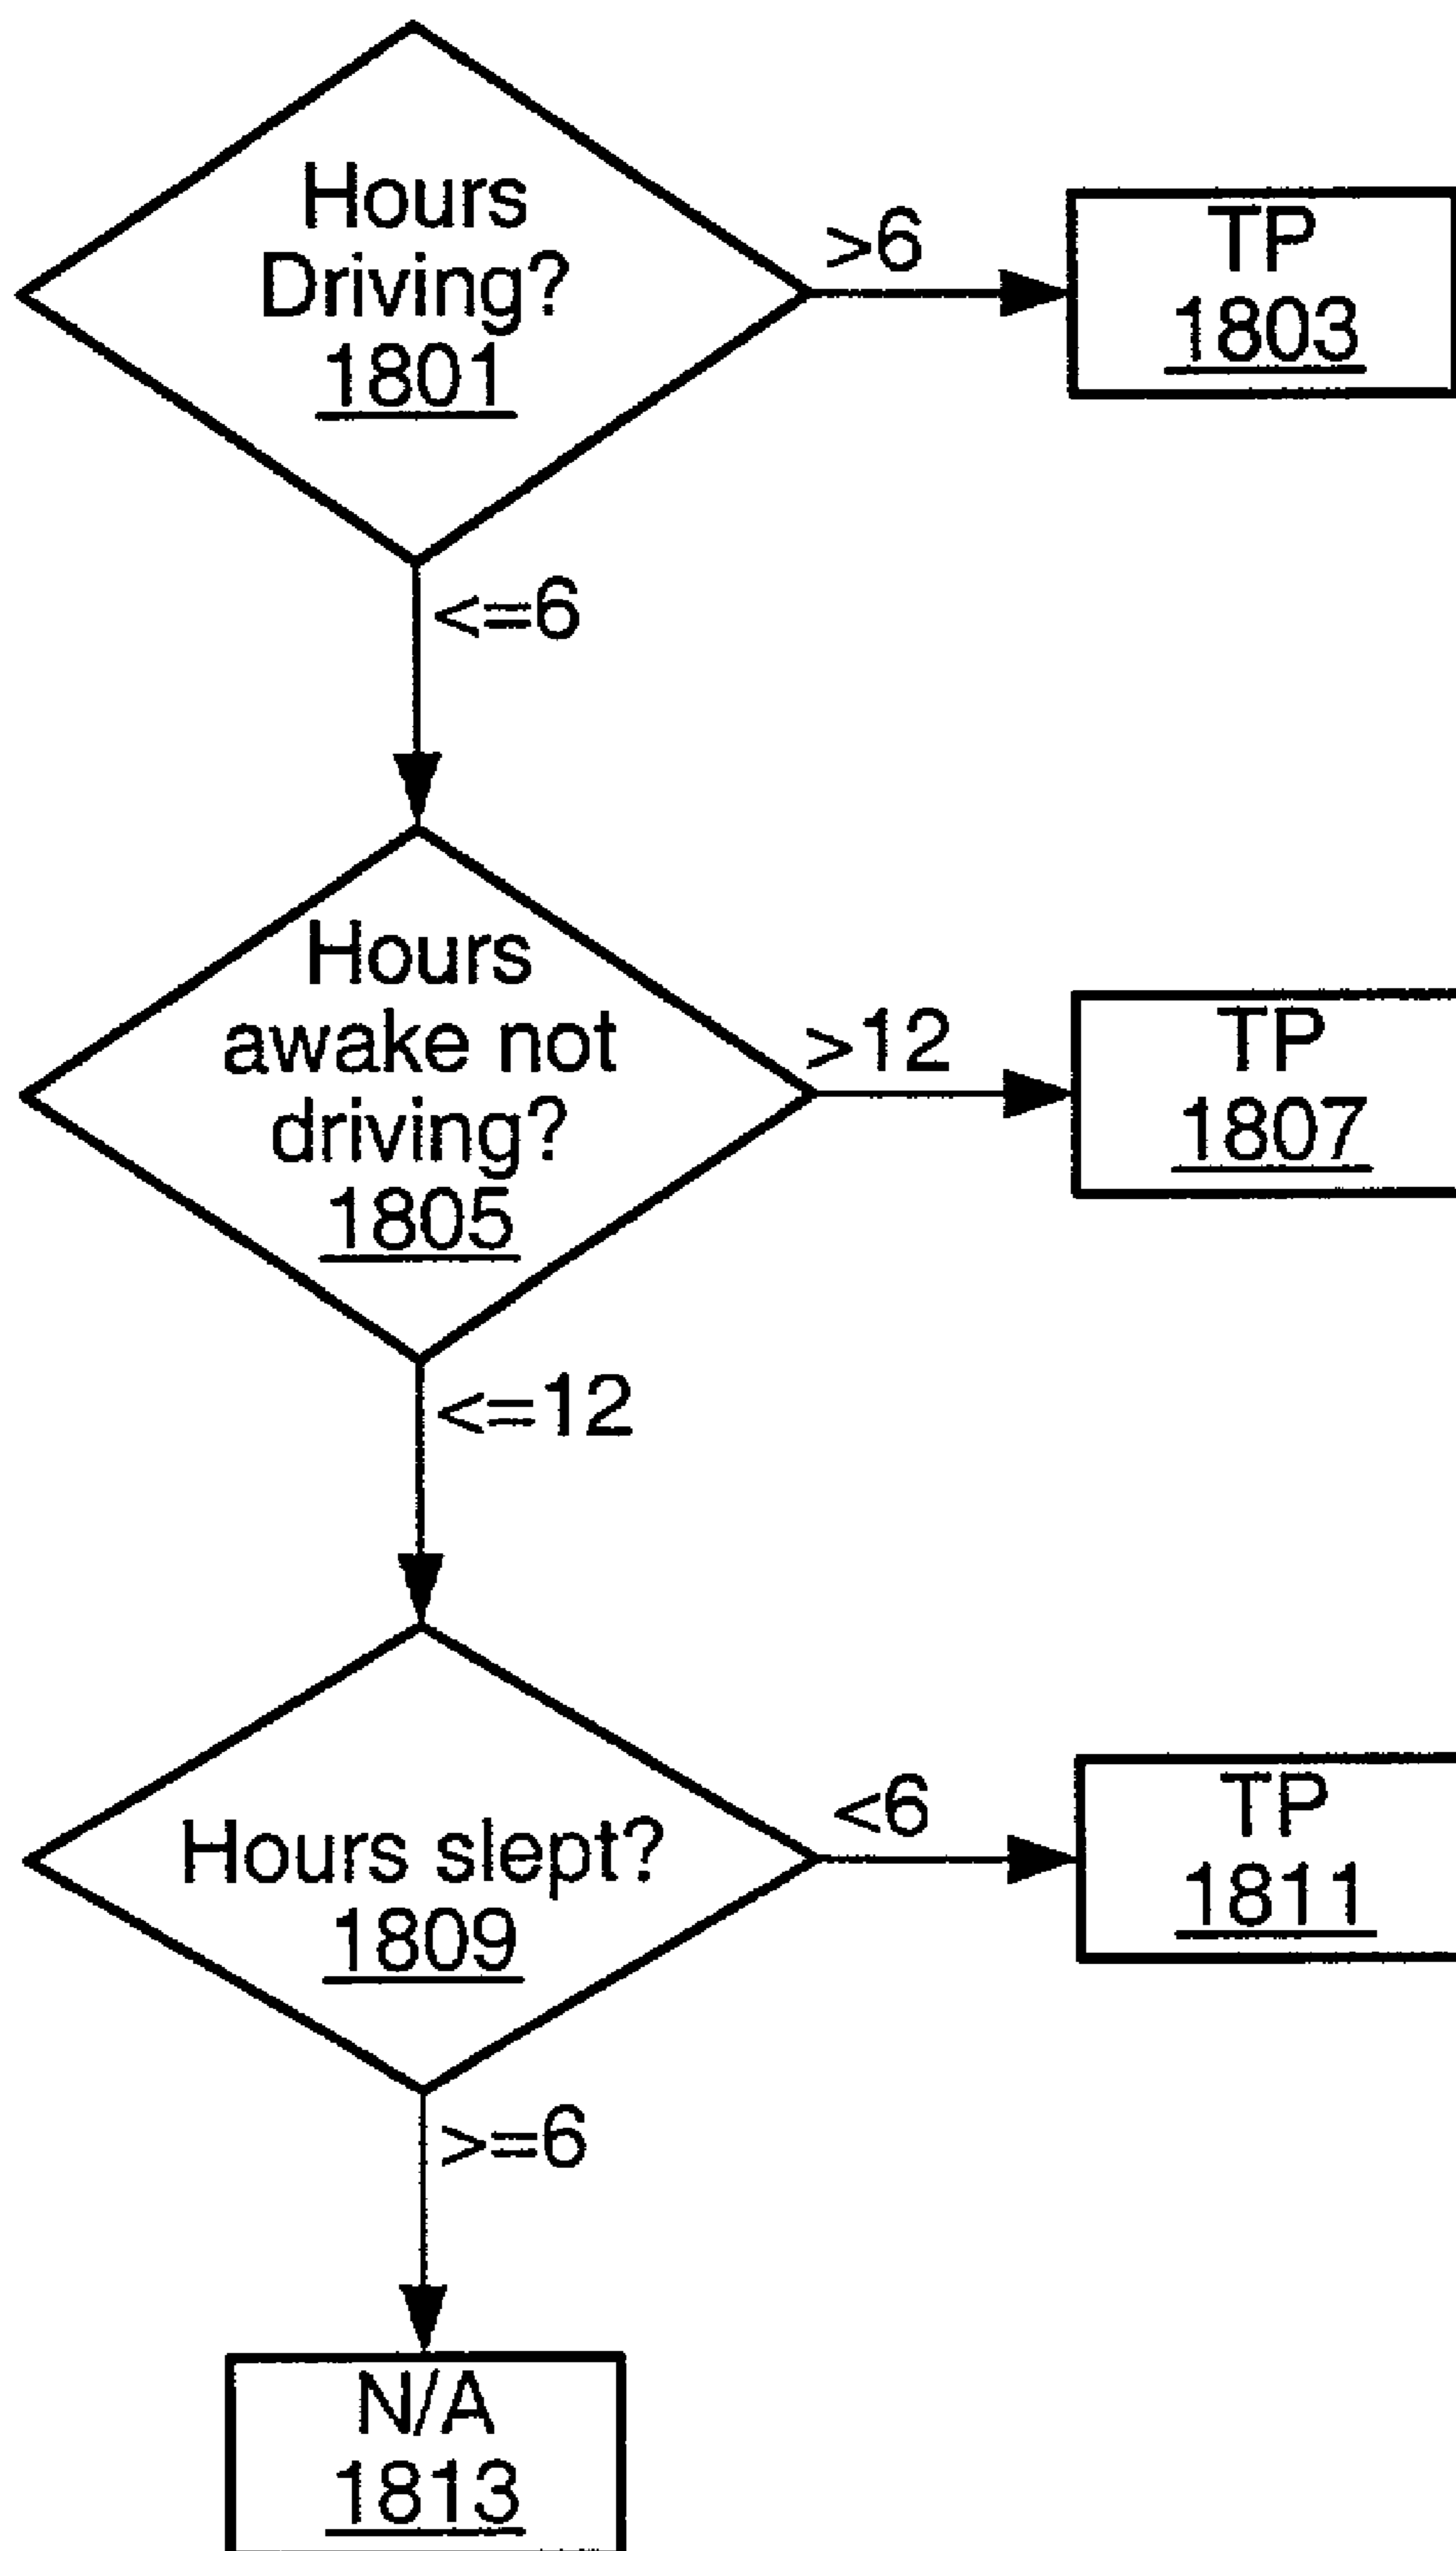 Hours
Driving?
1801
>6
TP
1803
<=6
Hours
awake not
driving?
1805
>12
TP
1807
<=12
Hours slept?
1809
<6
TP
1811
>=6
N/A
1813